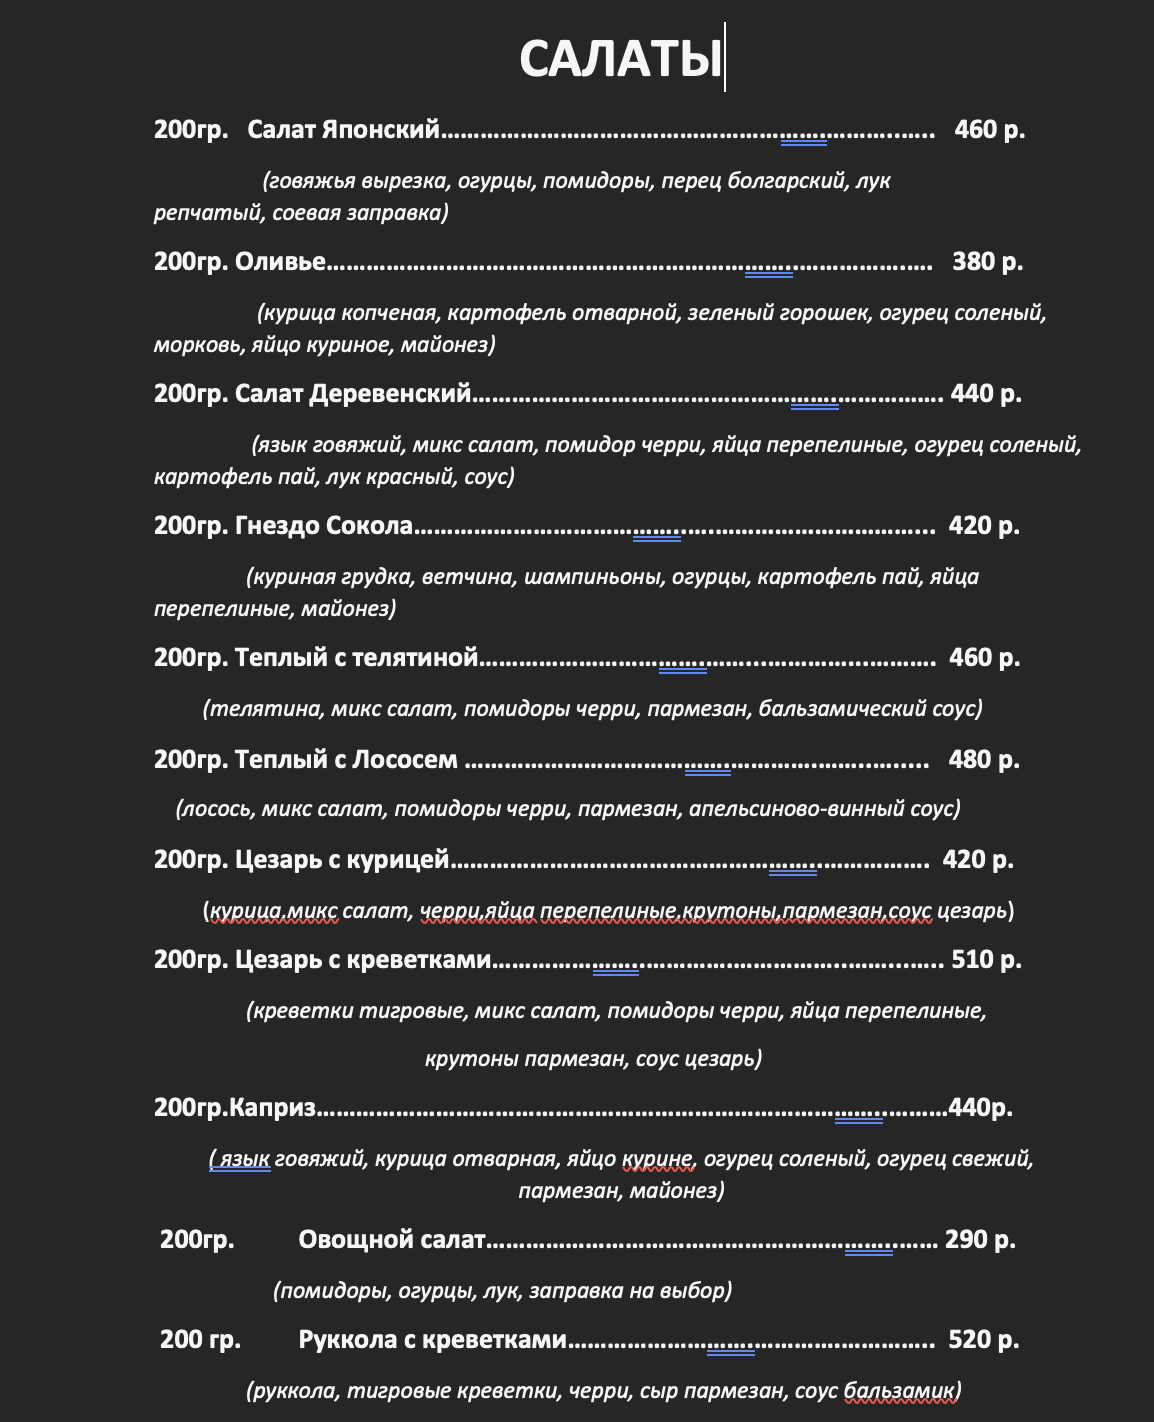 САЛАТЫ
200гр. Салат Японский…………………………………………………………………….. 460 р.
(говяжья вырезка, огурцы, помидоры, перец болгарский, лук
репчатый, соевая заправка)
200гр. Оливье…………………………………………………………………………………….. 380 р.
(курица копченая, картофель отварной, зеленый горошек, огурец соленый,
морковь, яйцо куриное, майонез)
200гр. Салат Деревенский……………………………………………………………….. 440 р.
(язык говяжий, микс салат, помидор черри, яйца перепелиные, огурец соленый,
картофель пай, лук красный, соус)
200гр. Гнездо Сокола………………………………………………………………………... 420 р.
(куриная грудка, ветчина, шампиньоны, огурцы, картофель пай, яйца
перепелиные, майонез)
200гр. Теплый с телятиной………………………………………………………………. 460 р.
(телятина, микс салат, помидоры черри, пармезан, бальзамический соус)
200гр. Теплый с Лососем ……………………………………………………………….. 480 р.
(лосось, микс салат, помидоры черри, пармезан, апельсиново-винный соус)
200гр. Цезарь с курицей…………………………………………………………………. 420 р.
(курица,микс салат, черри,яйца перепелиные,крутоны,пармезан,соус цезарь)
200гр. Цезарь с креветками…………………………………………………………….. 510 р.
(креветки тигровые, микс салат, помидоры черри, яйца перепелиные,
крутоны пармезан, соус цезарь)
200гр.Каприз………………………………………………………………………………………440р.
( язык говяжий, курица отварная, яйцо курине, огурец соленый, огурец свежий,
пармезан, майонез)
200гр. Овощной салат……………………………………………………………… 290 р.
(помидоры, огурцы, лук, заправка на выбор)
200 гр. Руккола с креветками………………………………………………….. 520 р.
(руккола, тигровые креветки, черри, сыр пармезан, соус бальзамик)